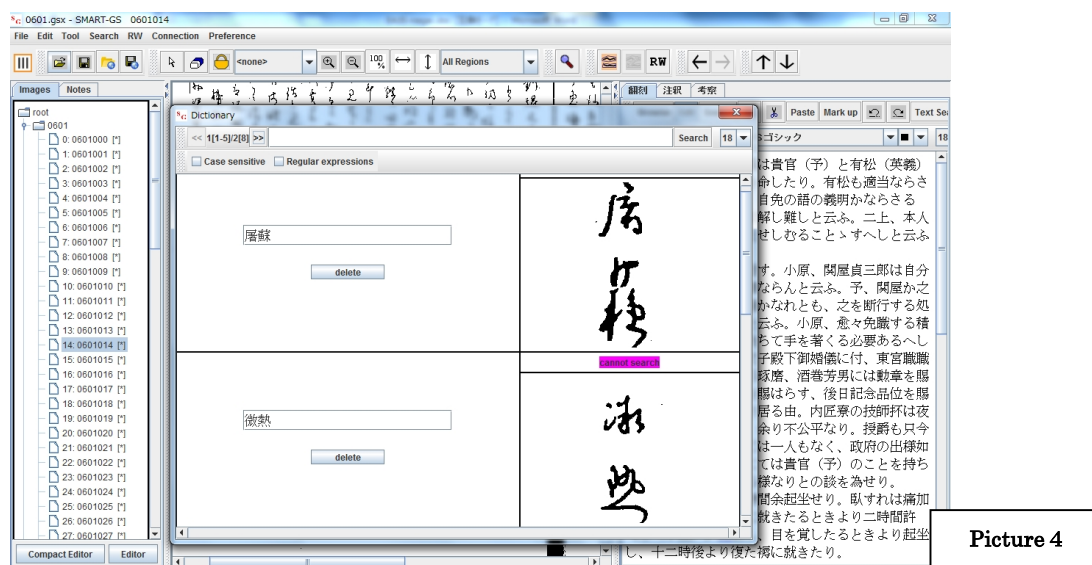 0601.gsx - SMART-GS 0601014
File Edit Tool Search RW Connection Preference
<none> 100% All Regions RW
Images Notes
翻刻 注釈 考察
root
0601
0: 0601000 [*]
1: 0601001 [*]
2: 0601002 [*]
3: 0601003 [*]
4: 0601004 [*]
5: 0601005 [*]
6: 0601006 [*]
7: 0601007 [*]
8: 0601008 [*]
9: 0601009 [*]
10: 0601010 [*]
11: 0601011 [*]
12: 0601012 [*]
13: 0601013 [*]
14: 0601014 [*]
15: 0601015 [*]
16: 0601016 [*]
17: 0601017 [*]
18: 0601018 [*]
19: 0601019 [*]
20: 0601020 [*]
21: 0601021 [*]
22: 0601022 [*]
23: 0601023 [*]
24: 0601024 [*]
25: 0601025 [*]
26: 0601026 [*]
27: 0601027 [*]
Compact Editor Editor
Dictionary
<< 1[1-5]/2[8] >> Search 18
Case sensitive Regular expressions
屠蘇
delete
屠蘇
cannot search
微熱
delete
微熱
Paste Mark up Text Se
ゴシック 18
は貴官（予）と有松（英義）
命したり。有松も適当ならさ
自免の語の義明かならさる
解し難しと云ふ。二上、本人
せしむることゝすへしと云ふ
す。小原、関屋貞三郎は自分
ならんと云ふ。予、関屋か之
かなれとも、之を断行する処
云ふ。小原、愈々免職する積
ちて手を著くる必要あるへし
子殿下御婚儀に付、東宮職職
琢磨、酒巻芳男には勳章を賜
賜はらす、後日記念品位を賜
居る由。内匠寮の技師抔は夜
余り不公平なり。授爵も只今
は一人もなく、政府の出様如
ては貴官（予）のことを持ち
様なりとの談を為せり。
間余起坐せり。臥すれは痛加
就きたるときより二時間許
、目を覚したるときより起坐
し、十二時後より復た褥に就きたり。
Picture 4